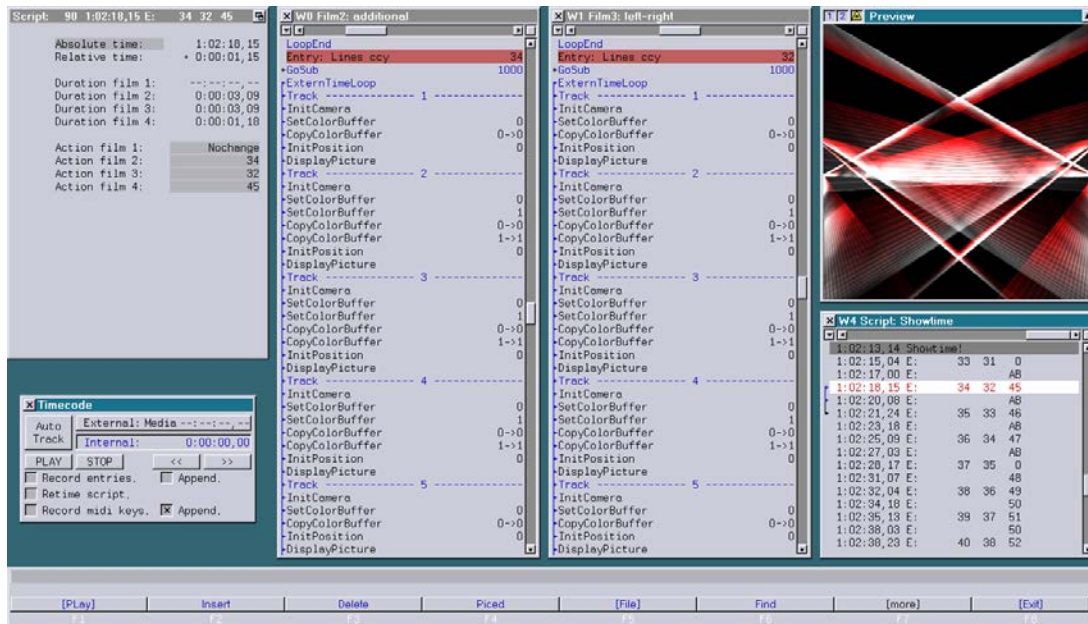 Script: 90 1:02:18,15 E: 34 32 45
Absolute time: 1:02:18,15
Relative time: + 0:00:01,15
Duration film 1: --:--:--,--
Duration film 2: 0:00:03,09
Duration film 3: 0:00:03,09
Duration film 4: 0:00:01,18
Action film 1: Nochange
Action film 2: 34
Action film 3: 32
Action film 4: 45
Timecode
Auto Track
External: Media --:--:--,--
Internal: 0:00:00,00
PLAY STOP << >>
Record entries. Append.
Retime script.
Record midi keys. Append.
W0 Film2: additional
LoopEnd
Entry: Lines ccy 34
GoSub 1000
ExternTimeLoop
Track ------------ 1 ----------------
InitCamera
SetColorBuffer 0
CopyColorBuffer 0->0
InitPosition 0
DisplayPicture
Track ------------ 2 ----------------
InitCamera
SetColorBuffer 0
SetColorBuffer 1
CopyColorBuffer 0->0
CopyColorBuffer 1->1
InitPosition 0
DisplayPicture
Track ------------ 3 ----------------
InitCamera
SetColorBuffer 0
SetColorBuffer 1
CopyColorBuffer 0->0
CopyColorBuffer 1->1
InitPosition 0
DisplayPicture
Track ------------ 4 ----------------
InitCamera
SetColorBuffer 0
SetColorBuffer 1
CopyColorBuffer 0->0
CopyColorBuffer 1->1
InitPosition 0
DisplayPicture
Track ------------ 5 ----------------
InitCamera
SetColorBuffer 0
CopyColorBuffer 0->0
InitPosition 0
DisplayPicture
W1 Film3: left-right
LoopEnd
Entry: Lines ccy 32
GoSub 1000
ExternTimeLoop
Track ------------ 1 ----------------
InitCamera
SetColorBuffer 0
CopyColorBuffer 0->0
InitPosition 0
DisplayPicture
Track ------------ 2 ----------------
InitCamera
SetColorBuffer 0
SetColorBuffer 1
CopyColorBuffer 0->0
CopyColorBuffer 1->1
InitPosition 0
DisplayPicture
Track ------------ 3 ----------------
InitCamera
SetColorBuffer 0
SetColorBuffer 1
CopyColorBuffer 0->0
CopyColorBuffer 1->1
InitPosition 0
DisplayPicture
Track ------------ 4 ----------------
InitCamera
SetColorBuffer 0
SetColorBuffer 1
CopyColorBuffer 0->0
CopyColorBuffer 1->1
InitPosition 0
DisplayPicture
Track ------------ 5 ----------------
InitCamera
SetColorBuffer 0
CopyColorBuffer 0->0
InitPosition 0
DisplayPicture
1 2 Preview
W4 Script: Showtime
1:02:13,14 Showtime!
1:02:15,04 E: 33 31 0
1:02:17,00 E: AB
1:02:18,15 E: 34 32 45
1:02:20,08 E: AB
1:02:21,24 E: 35 33 46
1:02:23,18 E: AB
1:02:25,09 E: 36 34 47
1:02:27,03 E: AB
1:02:28,17 E: 37 35 0
1:02:31,07 E: 48
1:02:32,04 E: 38 36 49
1:02:34,18 E: 50
1:02:35,13 E: 39 37 51
1:02:38,03 E: 50
1:02:38,23 E: 40 38 52
[PLay] Insert Delete Piced [File] Find [more] [Exit]
F1 F2 F3 F4 F5 F6 F7 F8